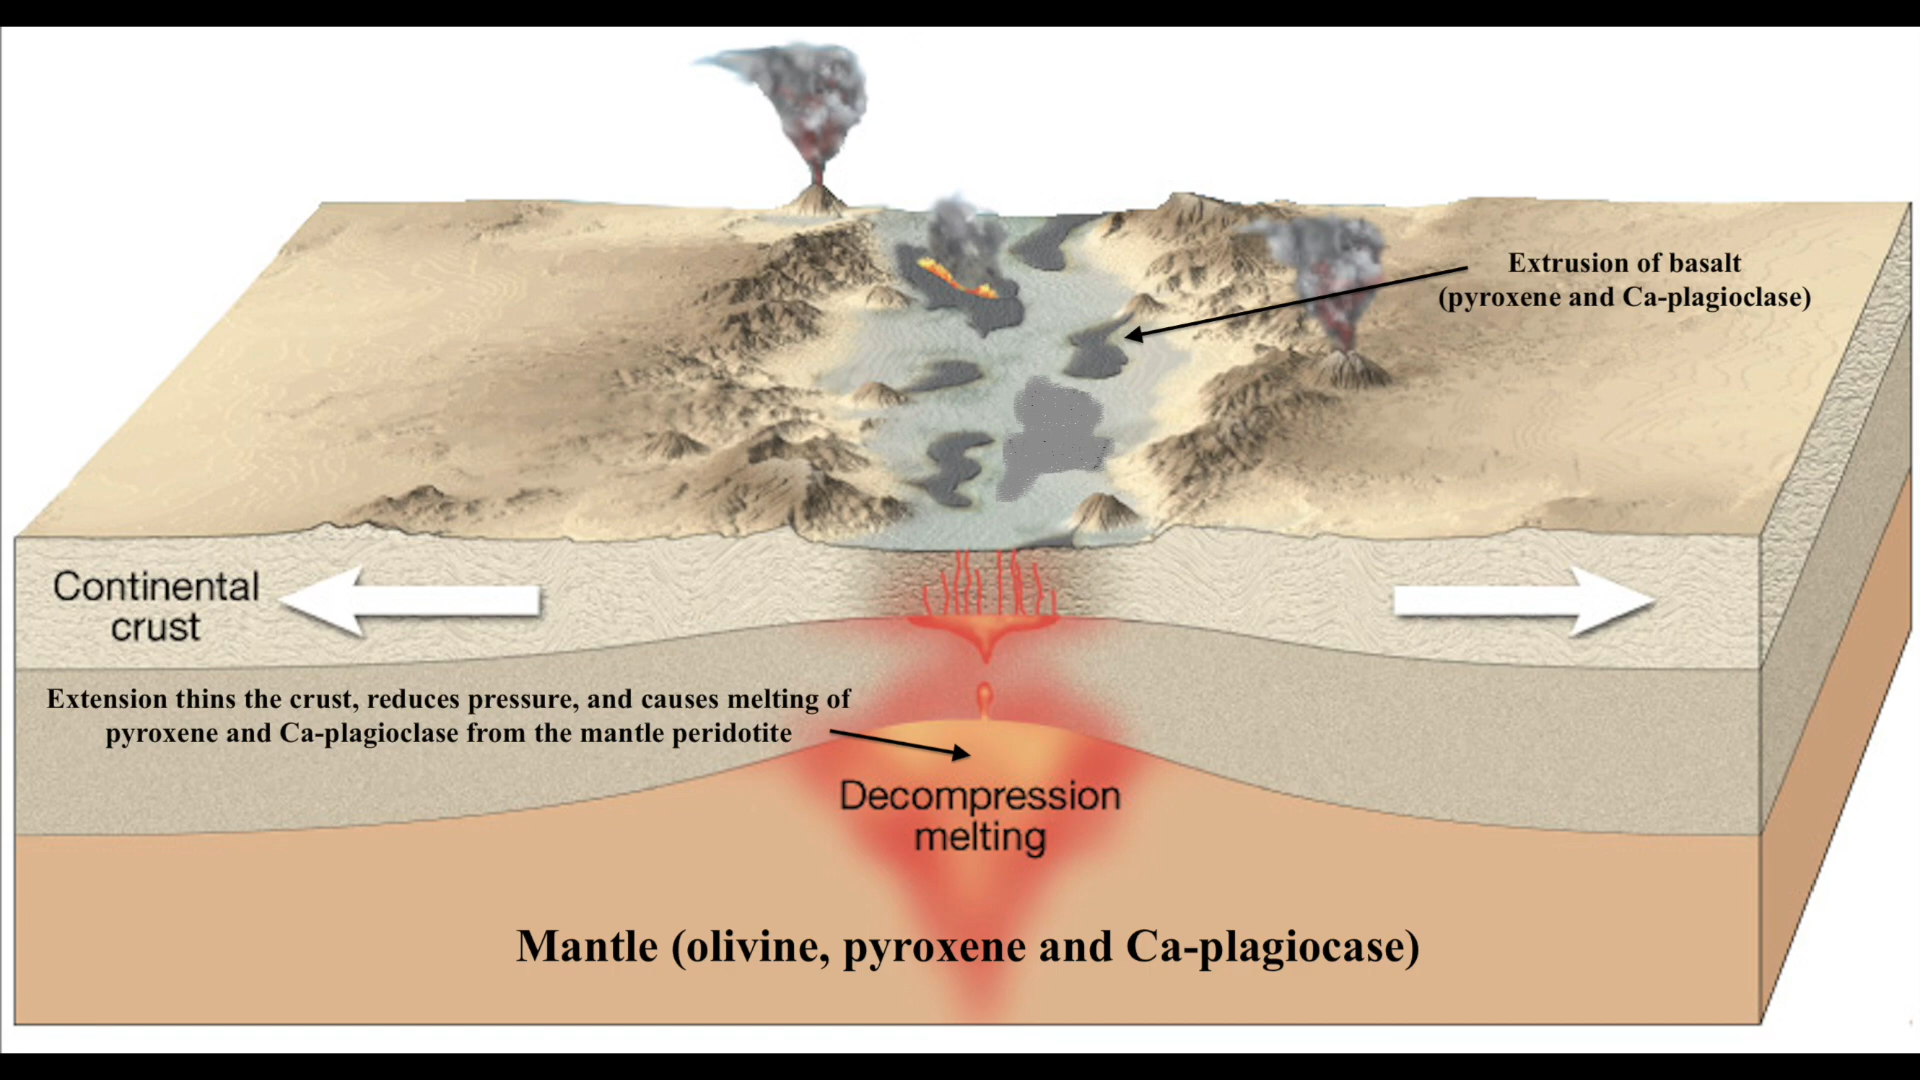 Extrusion of basalt
(pyroxene and Ca-plagioclase)
Continental
crust
Extension thins the crust, reduces pressure, and causes melting of
pyroxene and Ca-plagioclase from the mantle peridotite
Decompression
melting
Mantle (olivine, pyroxene and Ca-plagiocase)